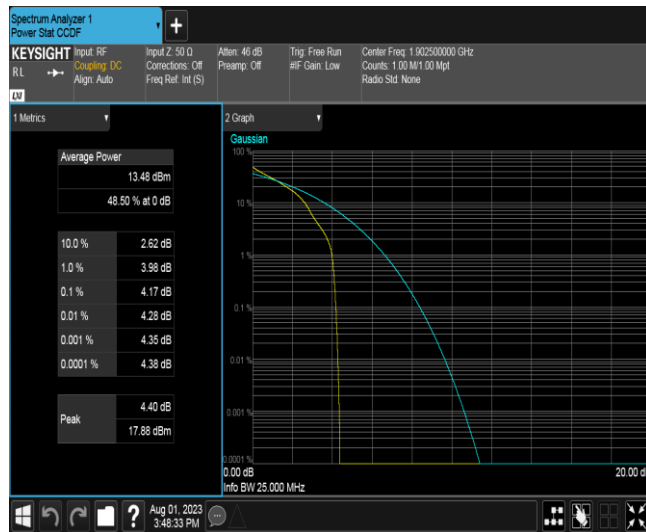 Spectrum Analyzer 1
Power Stat CCDF
+
KEYSIGHT
RL
LXI
Input: RF
Coupling: DC
Align: Auto
Input Z: 50 Ω
Corrections: Off
Freq Ref: Int (S)
Atten: 46 dB
Preamp: Off
Trig: Free Run
#IF Gain: Low
Center Freq: 1.902500000 GHz
Counts: 1.00 M/1.00 Mpt
Radio Std: None
1 Metrics
Average Power
13.48 dBm
48.50 % at 0 dB
10.0 % 2.62 dB
1.0 % 3.98 dB
0.1 % 4.17 dB
0.01 % 4.28 dB
0.001 % 4.35 dB
0.0001 % 4.38 dB
Peak
4.40 dB
17.88 dBm
2 Graph
Gaussian
100 %
10 %
1 %
0.1 %
0.01 %
0.001 %
0.0001 %
0.00 dB
20.00 d
Info BW 25.000 MHz
?
Aug 01, 2023
3:48:33 PM